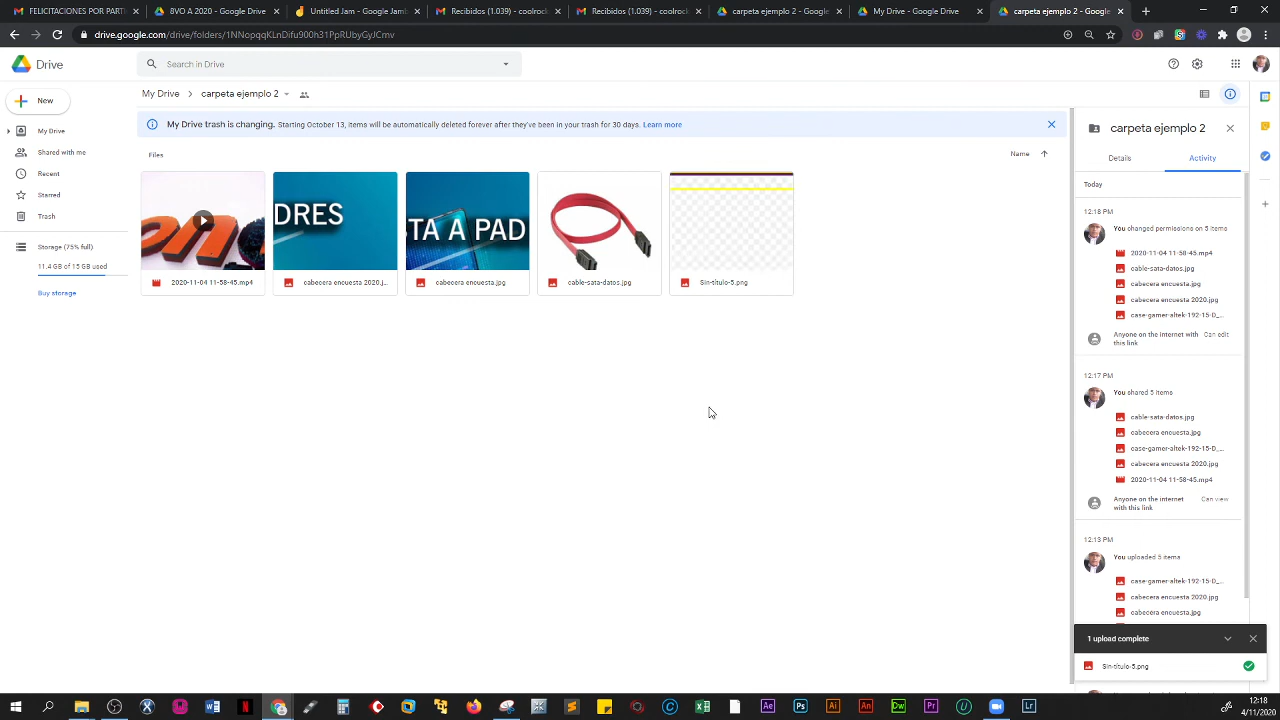 FELICITACIONES POR PARTI
8VO A 2020 - Google Drive
Untitled Jam - Google Jamb
Recibidos (1.039) - coolrock
Recibidos (1.039) - coolrock
carpeta ejemplo 2 - Google D
My Drive - Google Drive
carpeta ejemplo 2 - Google D
drive.google.com/drive/folders/1NNopqqKLnDifu900h31PpRUbyGyJCmv
Drive
Search in Drive
New
My Drive
carpeta ejemplo 2
My Drive trash is changing. Starting October 13, items will be automatically deleted forever after they've been in your trash for 30 days. Learn more
My Drive
Shared with me
Recent
Starred
Trash
Storage (75% full)
11.4 GB of 15 GB used
Buy storage
Files
Name
DRES
TA A PAD
2020-11-04 11-58-45.mp4
cabecera encuesta 2020.j...
cabecera encuesta.jpg
cable-sata-datos.jpg
Sin-título-5.png
carpeta ejemplo 2
Details
Activity
Today
12:18 PM
You changed permissions on 5 items
2020-11-04 11-58-45.mp4
cable-sata-datos.jpg
cabecera encuesta.jpg
cabecera encuesta 2020.jpg
case-gamer-altek-192-15-D_...
Anyone on the internet with this link
Can edit
12:17 PM
You shared 5 items
cable-sata-datos.jpg
cabecera encuesta.jpg
case-gamer-altek-192-15-D_...
cabecera encuesta 2020.jpg
2020-11-04 11-58-45.mp4
Anyone on the internet with this link
Can view
12:13 PM
You uploaded 5 items
case-gamer-altek-192-15-D_...
cabecera encuesta 2020.jpg
cabecera encuesta.jpg
1 upload complete
Sin-título-5.png
12:18
4/11/2020